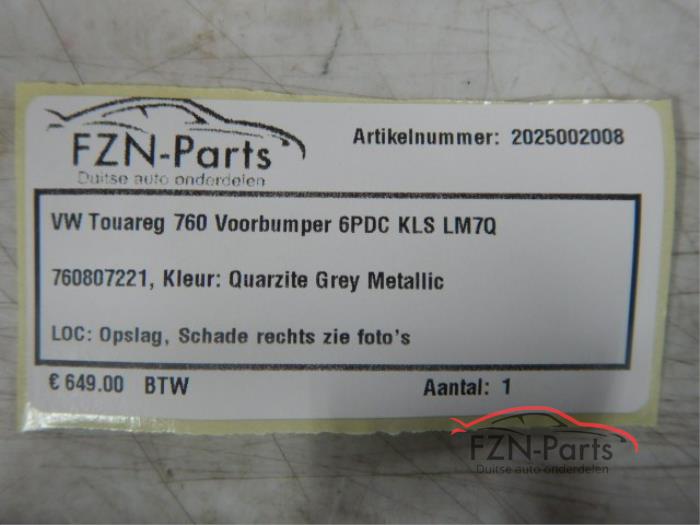 FZN-Parts
Duitse auto onderdelen
Artikelnummer: 2025002008
VW Touareg 760 Voorbumper 6PDC KLS LM7Q
760807221, Kleur: Quarzite Grey Metallic
LOC: Opslag, Schade rechts zie foto's
€ 649.00 BTW
Aantal: 1
FZN-Parts
Duitse auto onderdelen